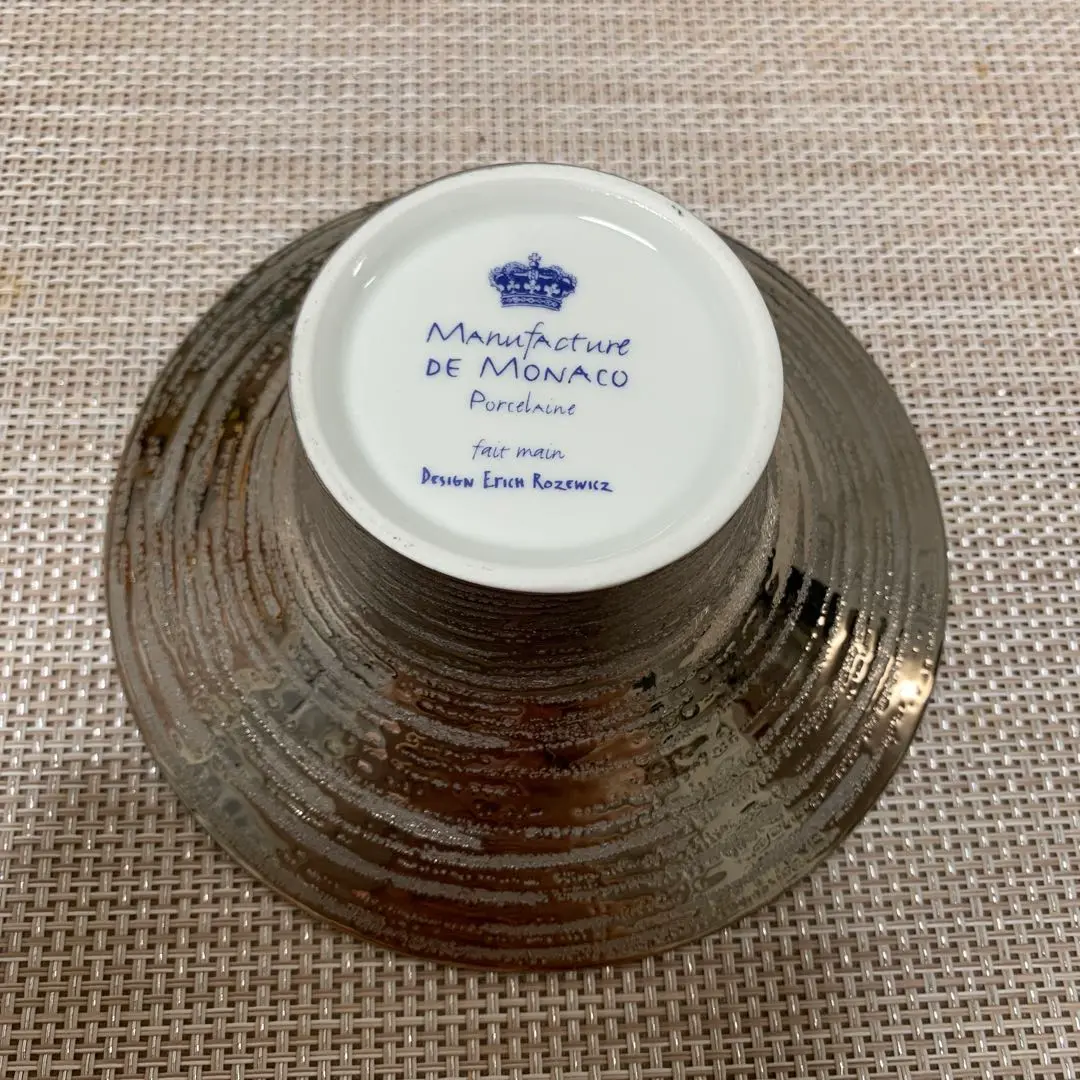 Manufacture
DE MONACO
Porcelaine
fait main
Design Erich Rozewicz